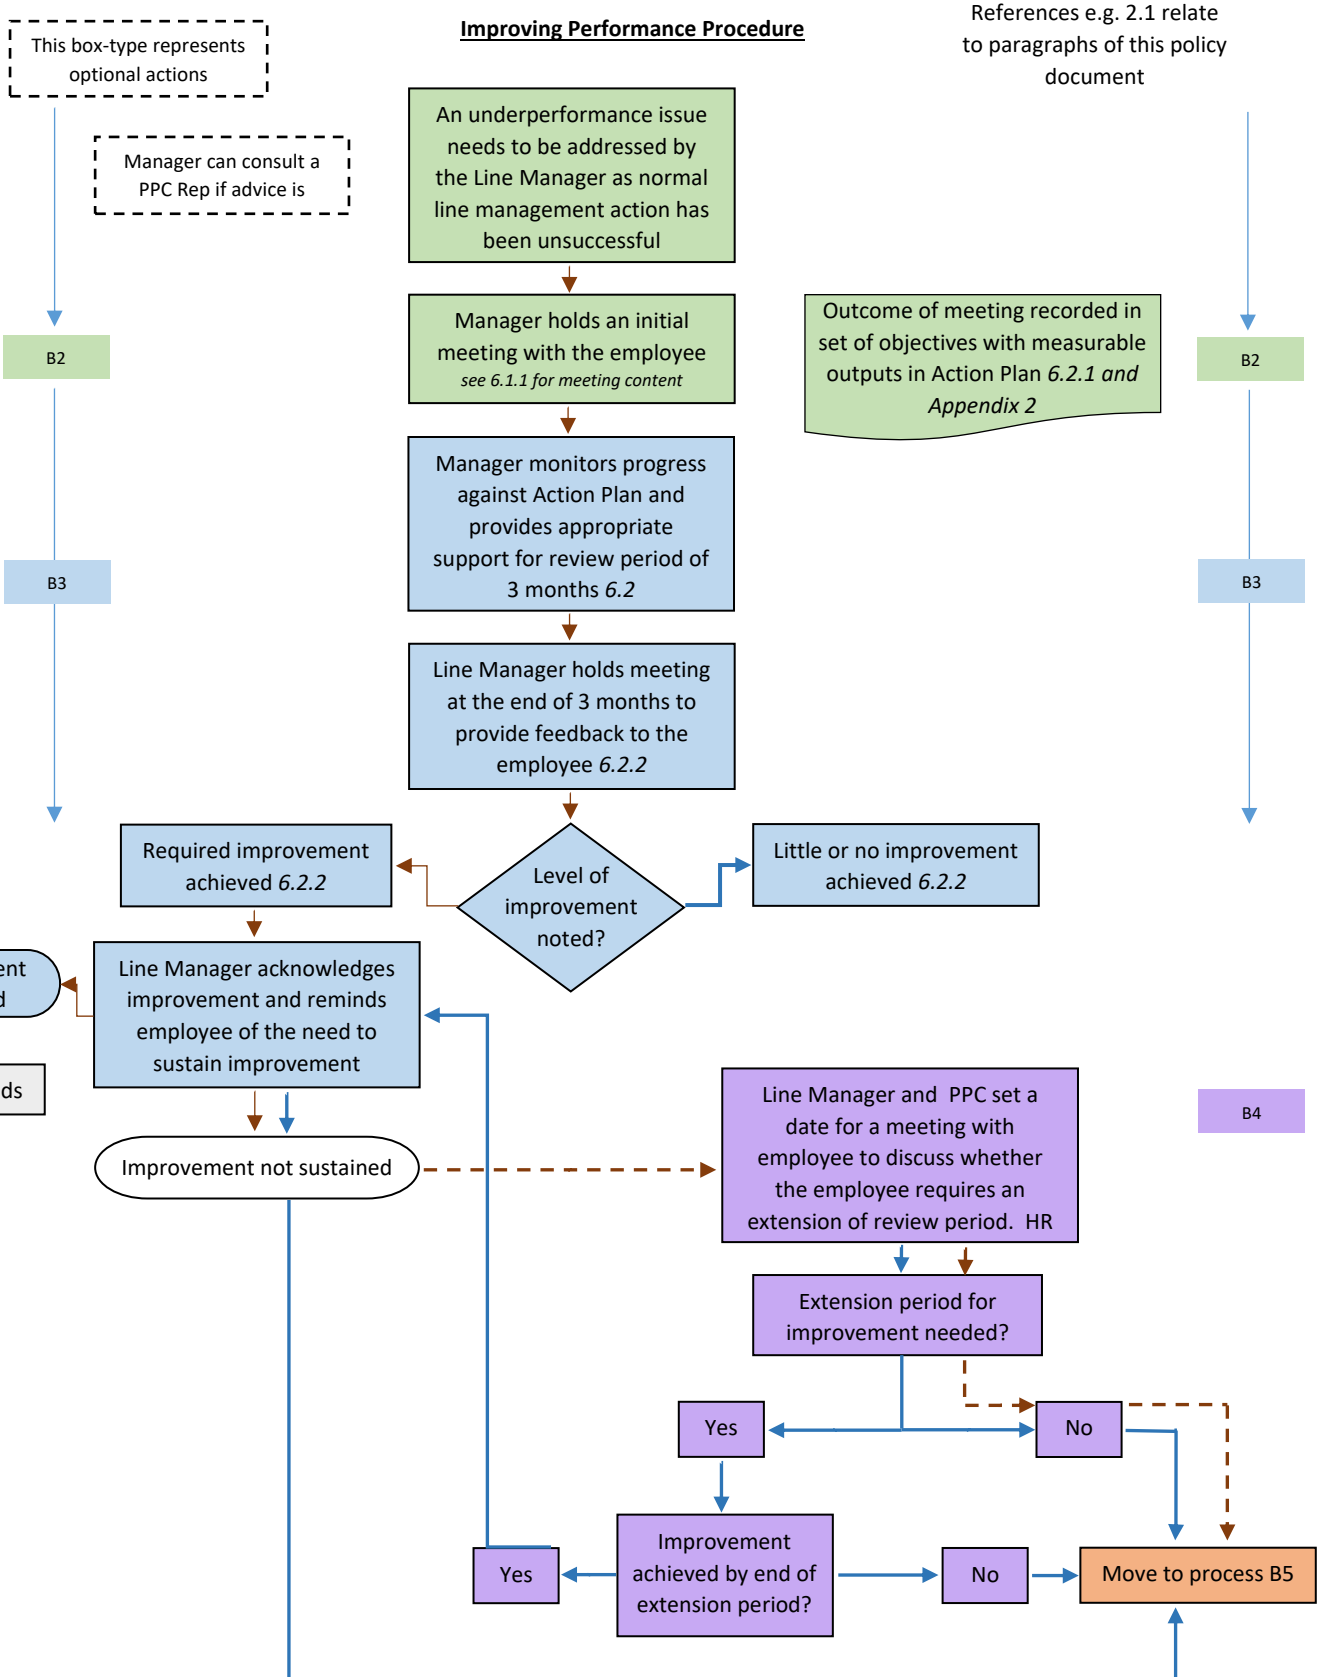 This box-type represents
optional actions
Improving Performance Procedure
References e.g. 2.1 relate
to paragraphs of this policy
document
Manager can consult a
PPC Rep if advice is
An underperformance issue
needs to be addressed by
the Line Manager as normal
line management action has
been unsuccessful
B2
Manager holds an initial
meeting with the employee
see 6.1.1 for meeting content
Outcome of meeting recorded in
set of objectives with measurable
outputs in Action Plan 6.2.1 and
Appendix 2
B2
Manager monitors progress
against Action Plan and
provides appropriate
support for review period of
3 months 6.2
B3
B3
Line Manager holds meeting
at the end of 3 months to
provide feedback to the
employee 6.2.2
Required improvement
achieved 6.2.2
Level of
improvement
noted?
Little or no improvement
achieved 6.2.2
ent
d
Line Manager acknowledges
improvement and reminds
employee of the need to
sustain improvement
ds
Improvement not sustained
Line Manager and  PPC set a
date for a meeting with
employee to discuss whether
the employee requires an
extension of review period.  HR
B4
Extension period for
improvement needed?
Yes
No
Yes
Improvement
achieved by end of
extension period?
No
Move to process B5